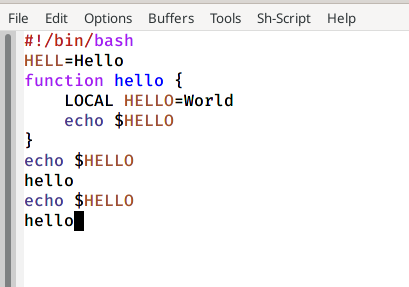 File Edit Options Buffers Tools Sh-Script Help
#!/bin/bash
HELL=Hello
function hello {
    LOCAL HELLO=World
    echo $HELLO
}
echo $HELLO
hello
echo $HELLO
hello